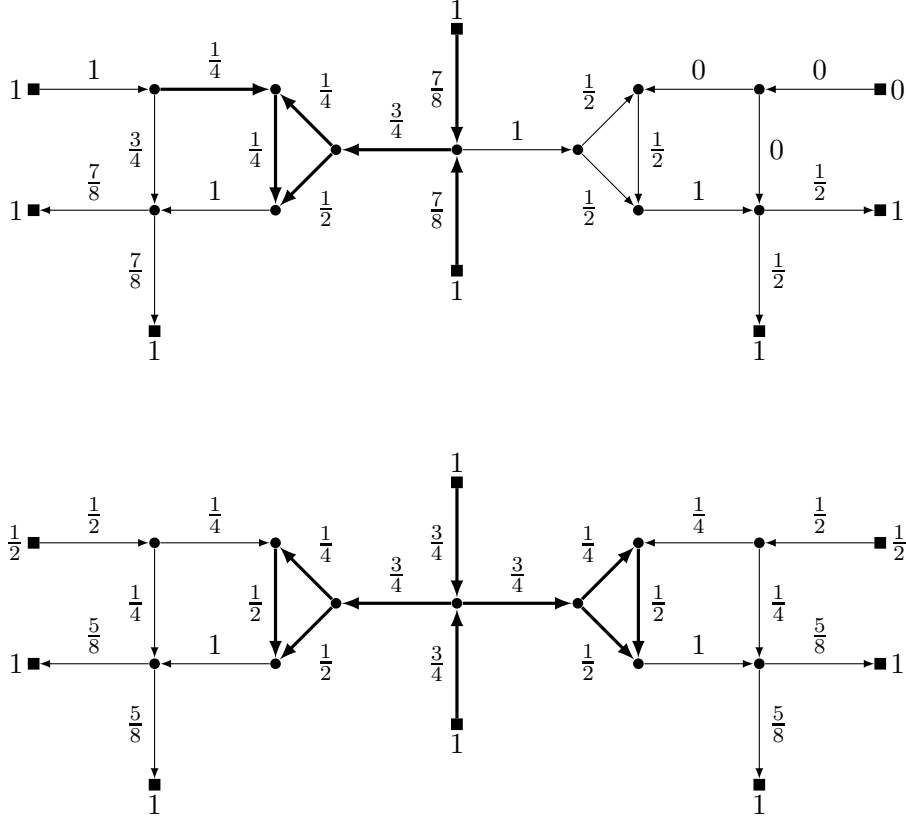 1
1 1 1/4 1/4 7/8 1/2 0 0 0
3/4 1/4 3/4 1 1/2 0
1 7/8 1 1/2 7/8 1/2 1 1/2 1
7/8 1 1/2
1 1
1
1/2 1/2 1/4 1/4 3/4 1/4 1/4 1/2 1/2
1/4 1/2 3/4 3/4 1/2 1/4
1 5/8 1 1/2 3/4 1/2 1 5/8 1
5/8 1 5/8
1 1